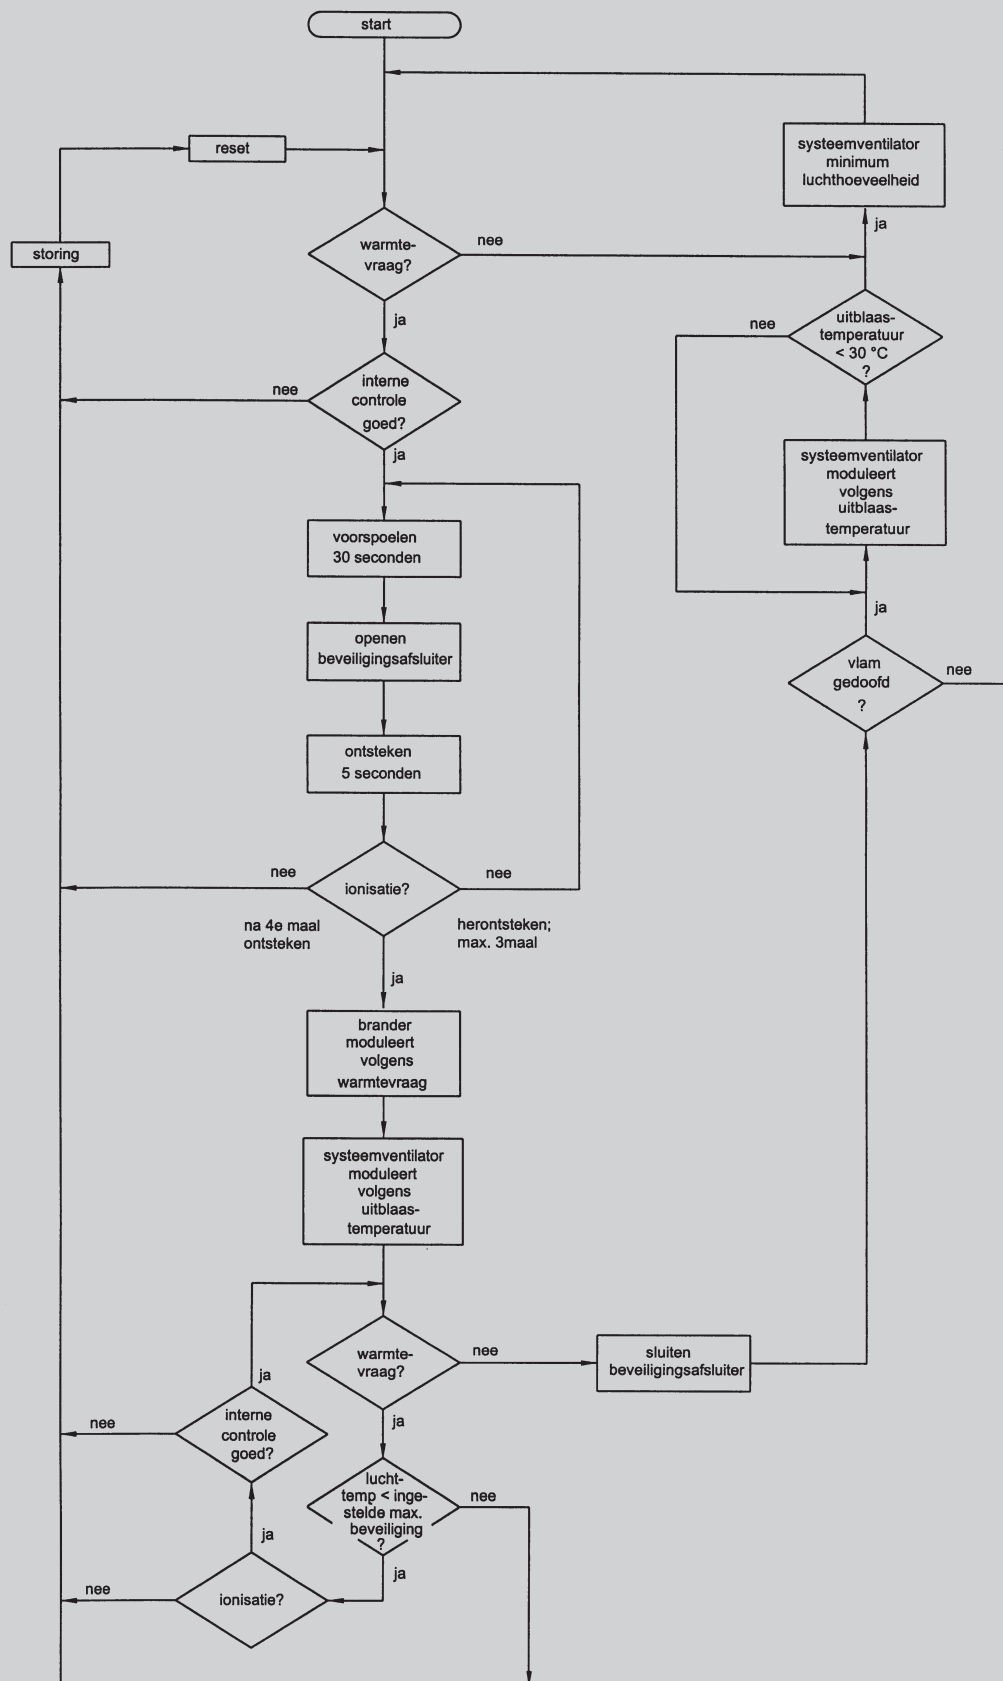 start
reset
storing
warmte-
vraag?
nee
ja
systeemventilator
minimum
luchthoeveelheid
ja
uitblaas-
temperatuur
< 30 °C
?
nee
interne
controle
goed?
nee
ja
systeemventilator
moduleert
volgens
uitblaas-
temperatuur
voorspoelen
30 seconden
openen
beveiligingsafsluiter
ja
vlam
gedoofd
?
nee
ontsteken
5 seconden
nee
ionisatie?
nee
na 4e maal
ontsteken
herontsteken;
max. 3maal
ja
brander
moduleert
volgens
warmtevraag
systeemventilator
moduleert
volgens
uitblaas-
temperatuur
warmte-
vraag?
nee
sluiten
beveiligingsafsluiter
ja
ja
interne
controle
goed?
nee
lucht-
temp < inge-
stelde max.
beveiliging
?
nee
ja
ja
ionisatie?
nee